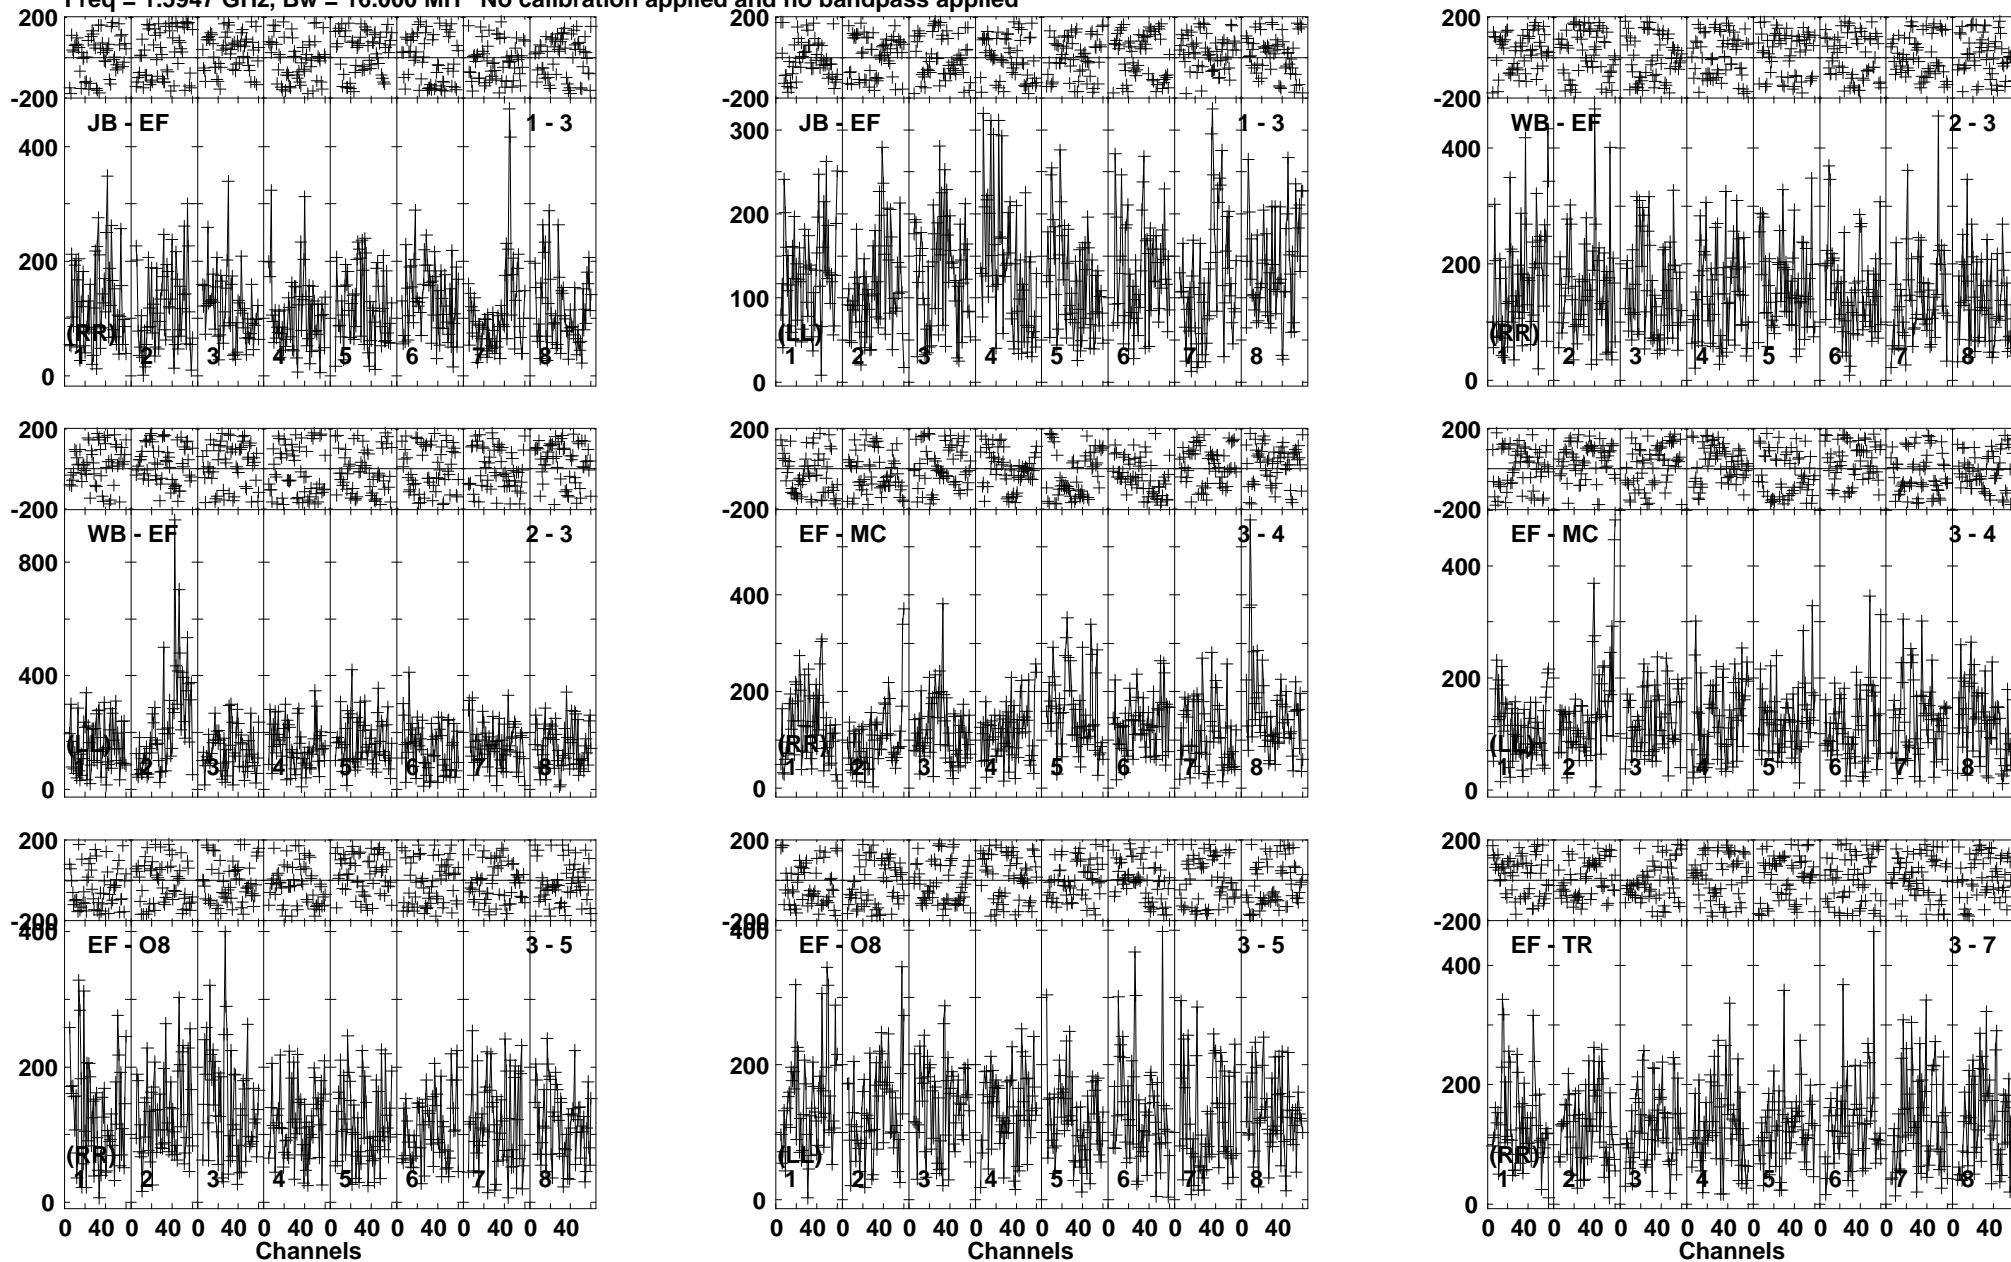 Freq = 1.5947 GHz, Bw = 16.000 MH No calibration applied and no bandpass applied
200 200 200
-200 -200 -200
JB - EF 1 - 3 JB - EF 1 - 3 WB - EF 2 - 3
400 300 400
200 200 200
100
(RR) (LL) (RR)
1 2 3 4 5 6 7 8 1 2 3 4 5 6 7 8 1 2 3 4 5 6 7 8
0 0 0
200 200 200
-200 -200 -200
WB - EF 2 - 3 EF - MC 3 - 4 EF - MC 3 - 4
800 400 400
400 200 200
(LL) (RR) (LL)
1 2 3 4 5 6 7 8 1 2 3 4 5 6 7 8 1 2 3 4 5 6 7 8
0 0 0
200 200 200
-200 -200 -200
400 400
EF - O8 3 - 5 EF - O8 3 - 5 EF - TR 3 - 7
400
200 200 200
(RR) (LL) (RR)
1 2 3 4 5 6 7 8 1 2 3 4 5 6 7 8 1 2 3 4 5 6 7 8
0 0 0
0 40 0 40 0 40 0 40 0 40 0 40 0 40 0 40 0 40 0 40 0 40 0 40 0 40 0 40 0 40 0 40 0 40 0 40 0 40 0 40 0 40 0 40 0 40 0 40
Channels Channels Channels